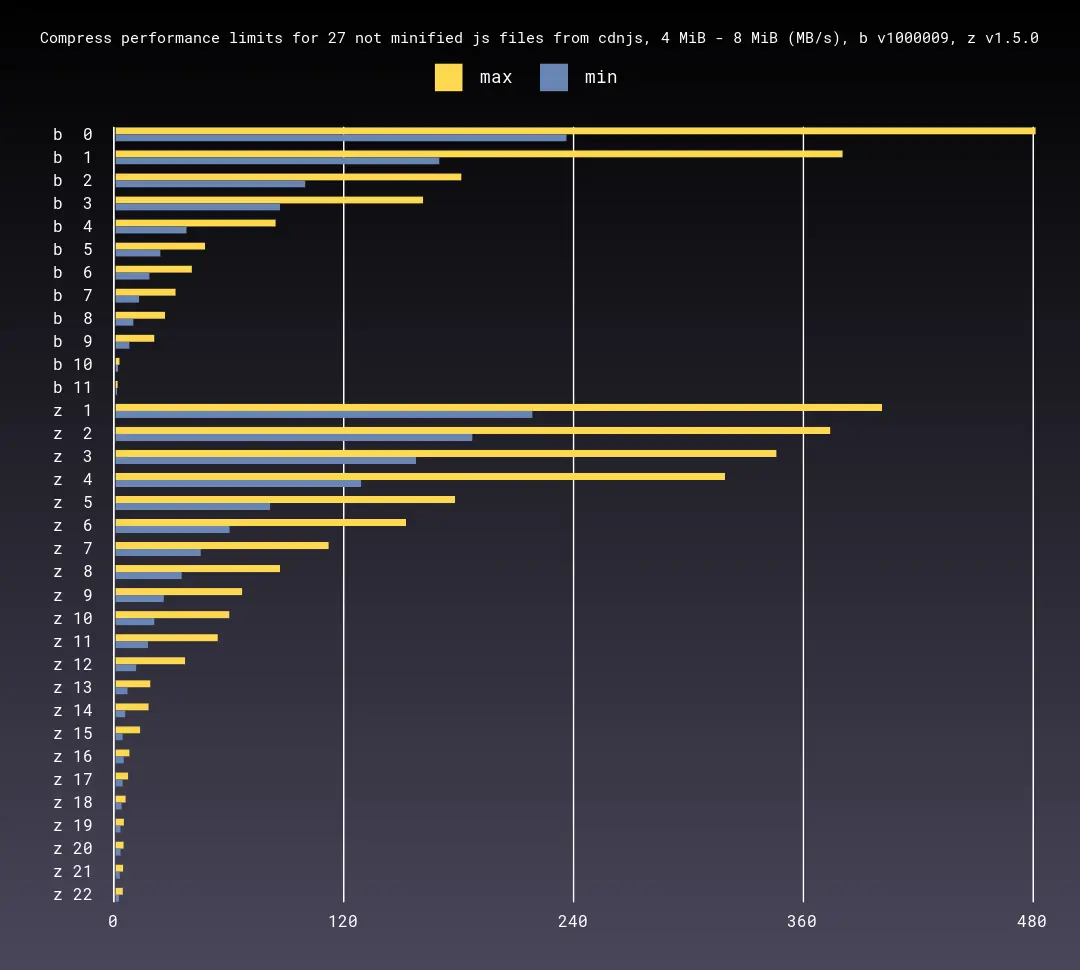 Compress performance limits for 27 not minified js files from cdnjs, 4 MiB - 8 MiB (MB/s), b v1000009, z v1.5.0
max min
b 0
b 1
b 2
b 3
b 4
b 5
b 6
b 7
b 8
b 9
b 10
b 11
z 1
z 2
z 3
z 4
z 5
z 6
z 7
z 8
z 9
z 10
z 11
z 12
z 13
z 14
z 15
z 16
z 17
z 18
z 19
z 20
z 21
z 22
0 120 240 360 480